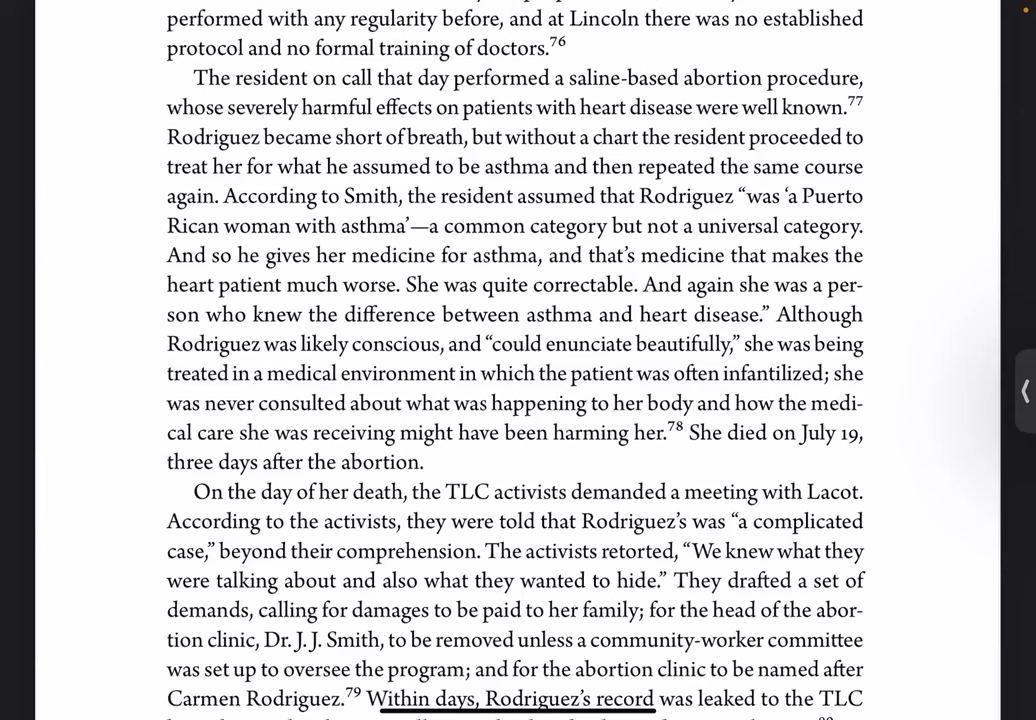 performed with any regularity before, and at Lincoln there was no established
protocol and no formal training of doctors.76
The resident on call that day performed a saline-based abortion procedure,
whose severely harmful effects on patients with heart disease were well known.77
Rodriguez became short of breath, but without a chart the resident proceeded to
treat her for what he assumed to be asthma and then repeated the same course
again. According to Smith, the resident assumed that Rodriguez “was ‘a Puerto
Rican woman with asthma’—a common category but not a universal category.
And so he gives her medicine for asthma, and that’s medicine that makes the
heart patient much worse. She was quite correctable. And again she was a per-
son who knew the difference between asthma and heart disease.” Although
Rodriguez was likely conscious, and “could enunciate beautifully,” she was being
treated in a medical environment in which the patient was often infantilized; she
was never consulted about what was happening to her body and how the medi-
cal care she was receiving might have been harming her.78 She died on July 19,
three days after the abortion.
On the day of her death, the TLC activists demanded a meeting with Lacot.
According to the activists, they were told that Rodriguez’s was “a complicated
case,” beyond their comprehension. The activists retorted, “We knew what they
were talking about and also what they wanted to hide.” They drafted a set of
demands, calling for damages to be paid to her family; for the head of the abor-
tion clinic, Dr. J. J. Smith, to be removed unless a community-worker committee
was set up to oversee the program; and for the abortion clinic to be named after
Carmen Rodriguez.79 Within days, Rodriguez’s record was leaked to the TLC